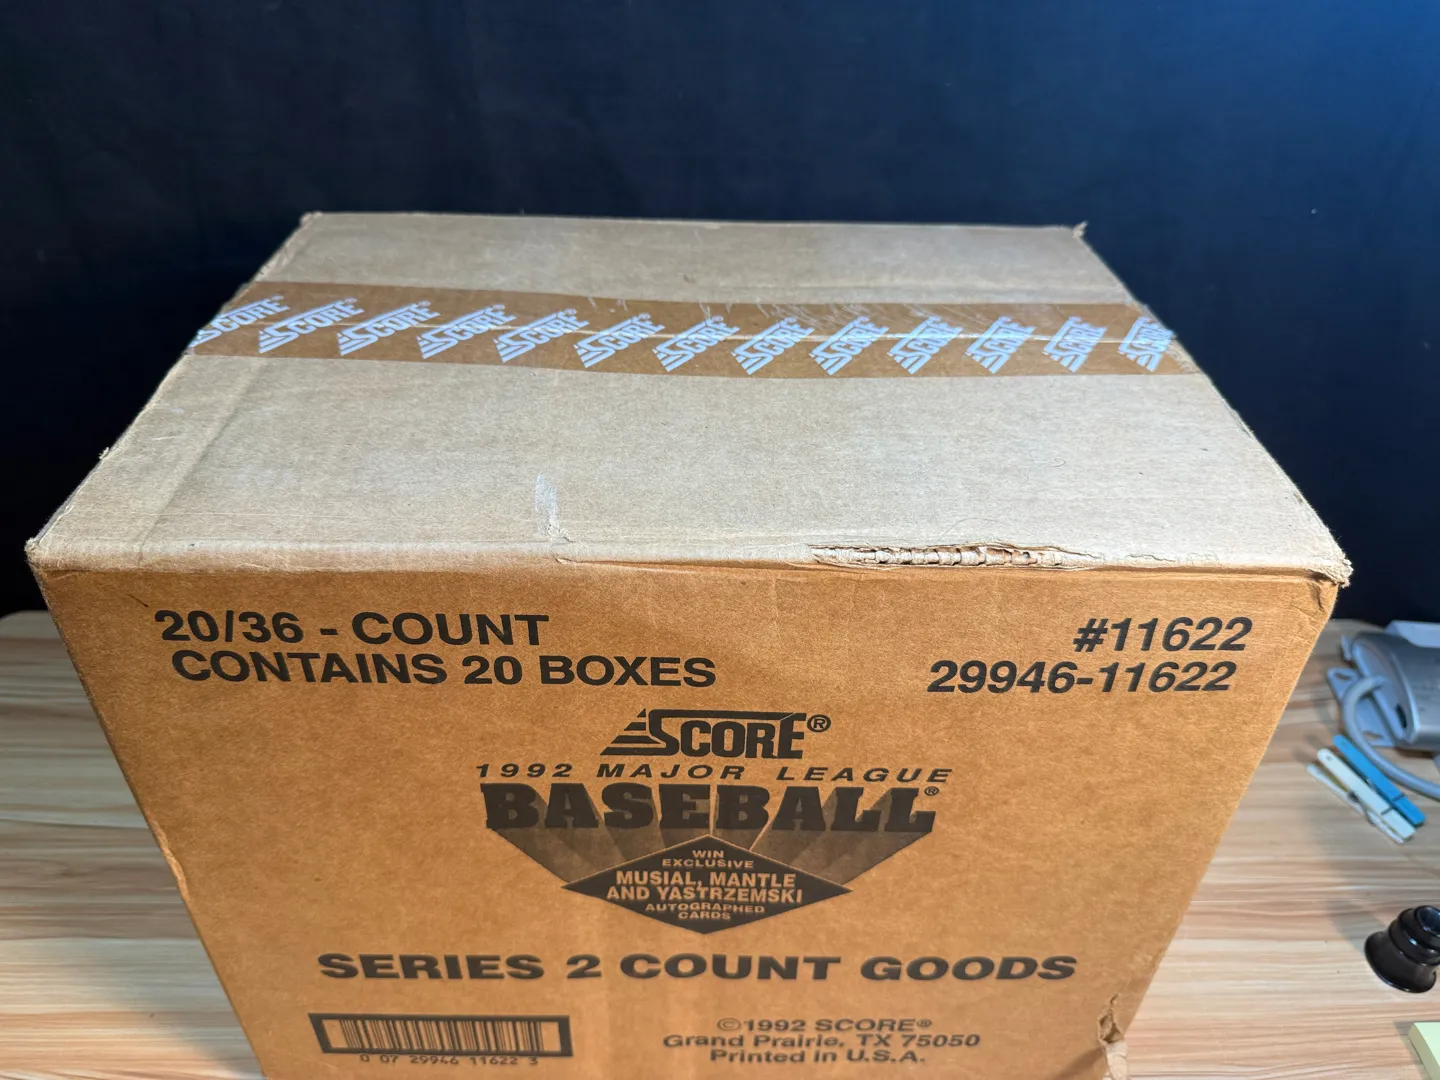 SCORE SCORE SCORE SCORE SCORE SCORE SCORE SCORE SCORE SCORE SCORE SCORE SCORE
20/36 - COUNT
CONTAINS 20 BOXES
#11622
29946-11622
SCORE®
1992 MAJOR LEAGUE
BASEBALL®
WIN
EXCLUSIVE
MUSIAL, MANTLE
AND YASTRZEMSKI
AUTOGRAPHED
CARDS
SERIES 2 COUNT GOODS
0 07 29946 11622 3
©1992 SCORE®
Grand Prairie, TX 75050
Printed in U.S.A.